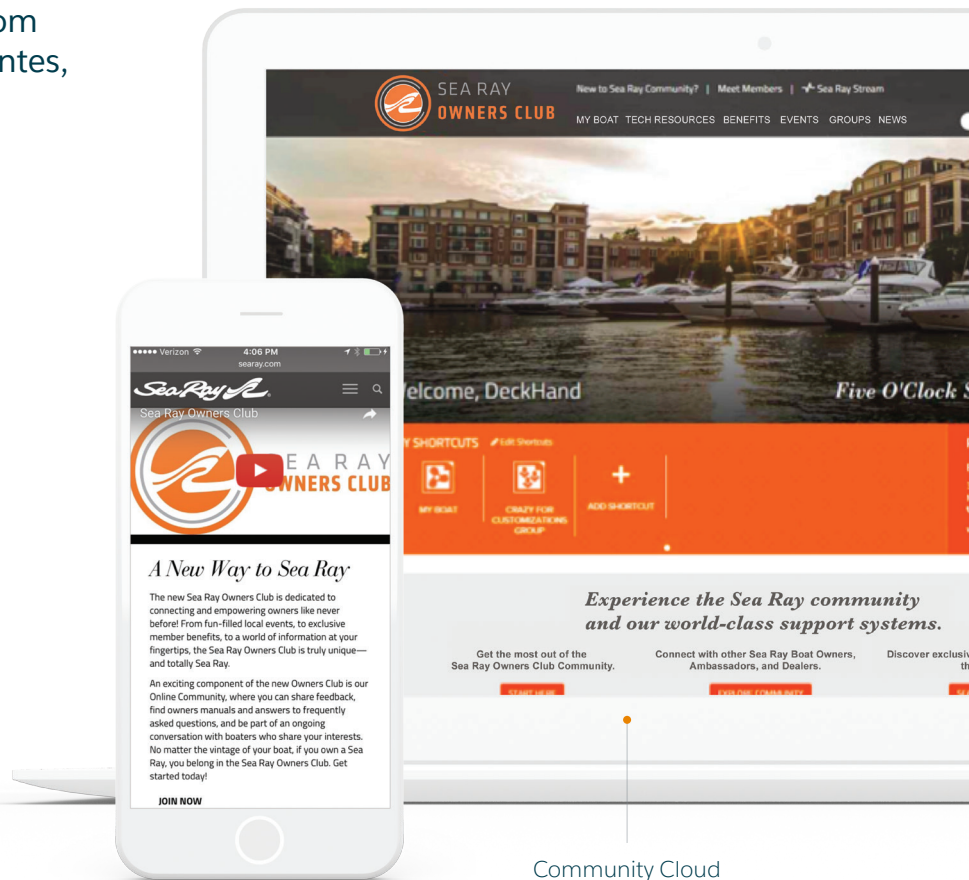 om
ntes,
SEA RAY
OWNERS CLUB
New to Sea Ray Community? | Meet Members | Sea Ray Stream
MY BOAT TECH RESOURCES BENEFITS EVENTS GROUPS NEWS
elcome, DeckHand
Five O'Clock S
Y SHORTCUTS Edit Shortcuts
MY BOAT
CRAZY FOR
CUSTOMIZATIONS
GROUP
ADD SHORTCUT
Experience the Sea Ray community
and our world-class support systems.
Get the most out of the
Sea Ray Owners Club Community.
START HERE
Connect with other Sea Ray Boat Owners,
Ambassadors, and Dealers.
EXPLORE COMMUNITY
Discover exclusiv
th
Verizon 4:06 PM
searay.com
Sea Ray
Sea Ray Owners Club
EA RAY
OWNERS CLUB
A New Way to Sea Ray
The new Sea Ray Owners Club is dedicated to
connecting and empowering owners like never
before! From fun-filled local events, to exclusive
member benefits, to a world of information at your
fingertips, the Sea Ray Owners Club is truly unique—
and totally Sea Ray.
An exciting component of the new Owners Club is our
Online Community, where you can share feedback,
find owners manuals and answers to frequently
asked questions, and be part of an ongoing
conversation with boaters who share your interests.
No matter the vintage of your boat, if you own a Sea
Ray, you belong in the Sea Ray Owners Club. Get
started today!
JOIN NOW
Community Cloud